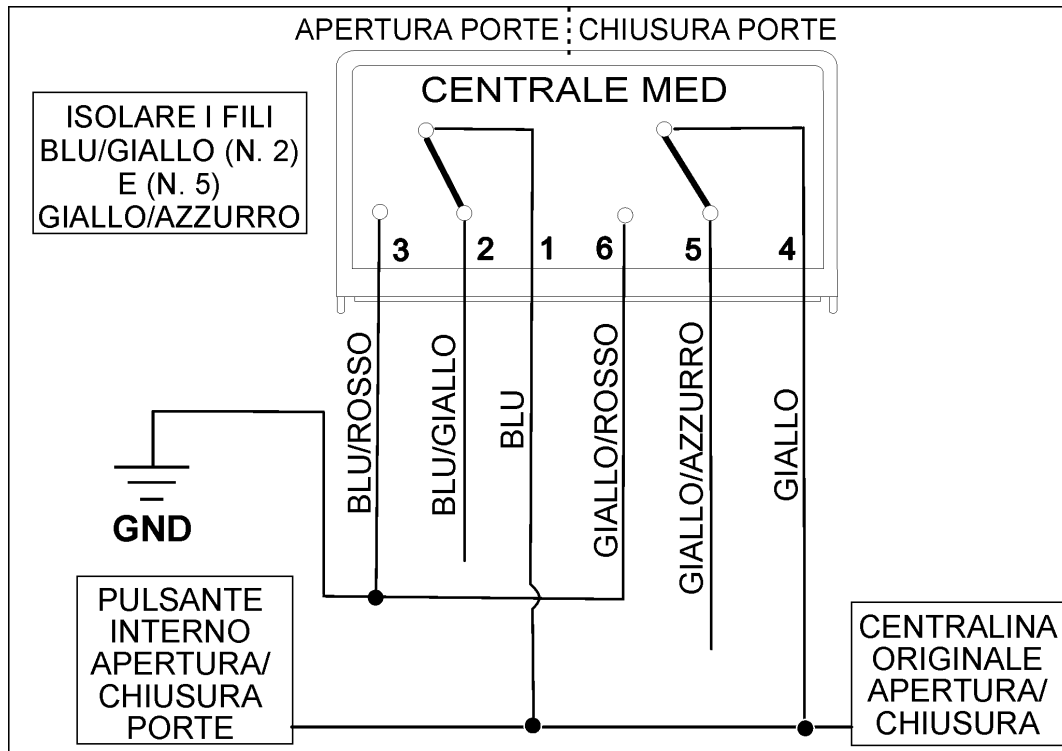 APERTURA PORTE CHIUSURA PORTE
CENTRALE MED
ISOLARE I FILI
BLU/GIALLO (N. 2)
E (N. 5)
GIALLO/AZZURRO
3 2 1 6 5 4
BLU/ROSSO
BLU/GIALLO
BLU
GIALLO/ROSSO
GIALLO/AZZURRO
GIALLO
GND
PULSANTE
INTERNO
APERTURA/
CHIUSURA
PORTE
CENTRALINA
ORIGINALE
APERTURA/
CHIUSURA